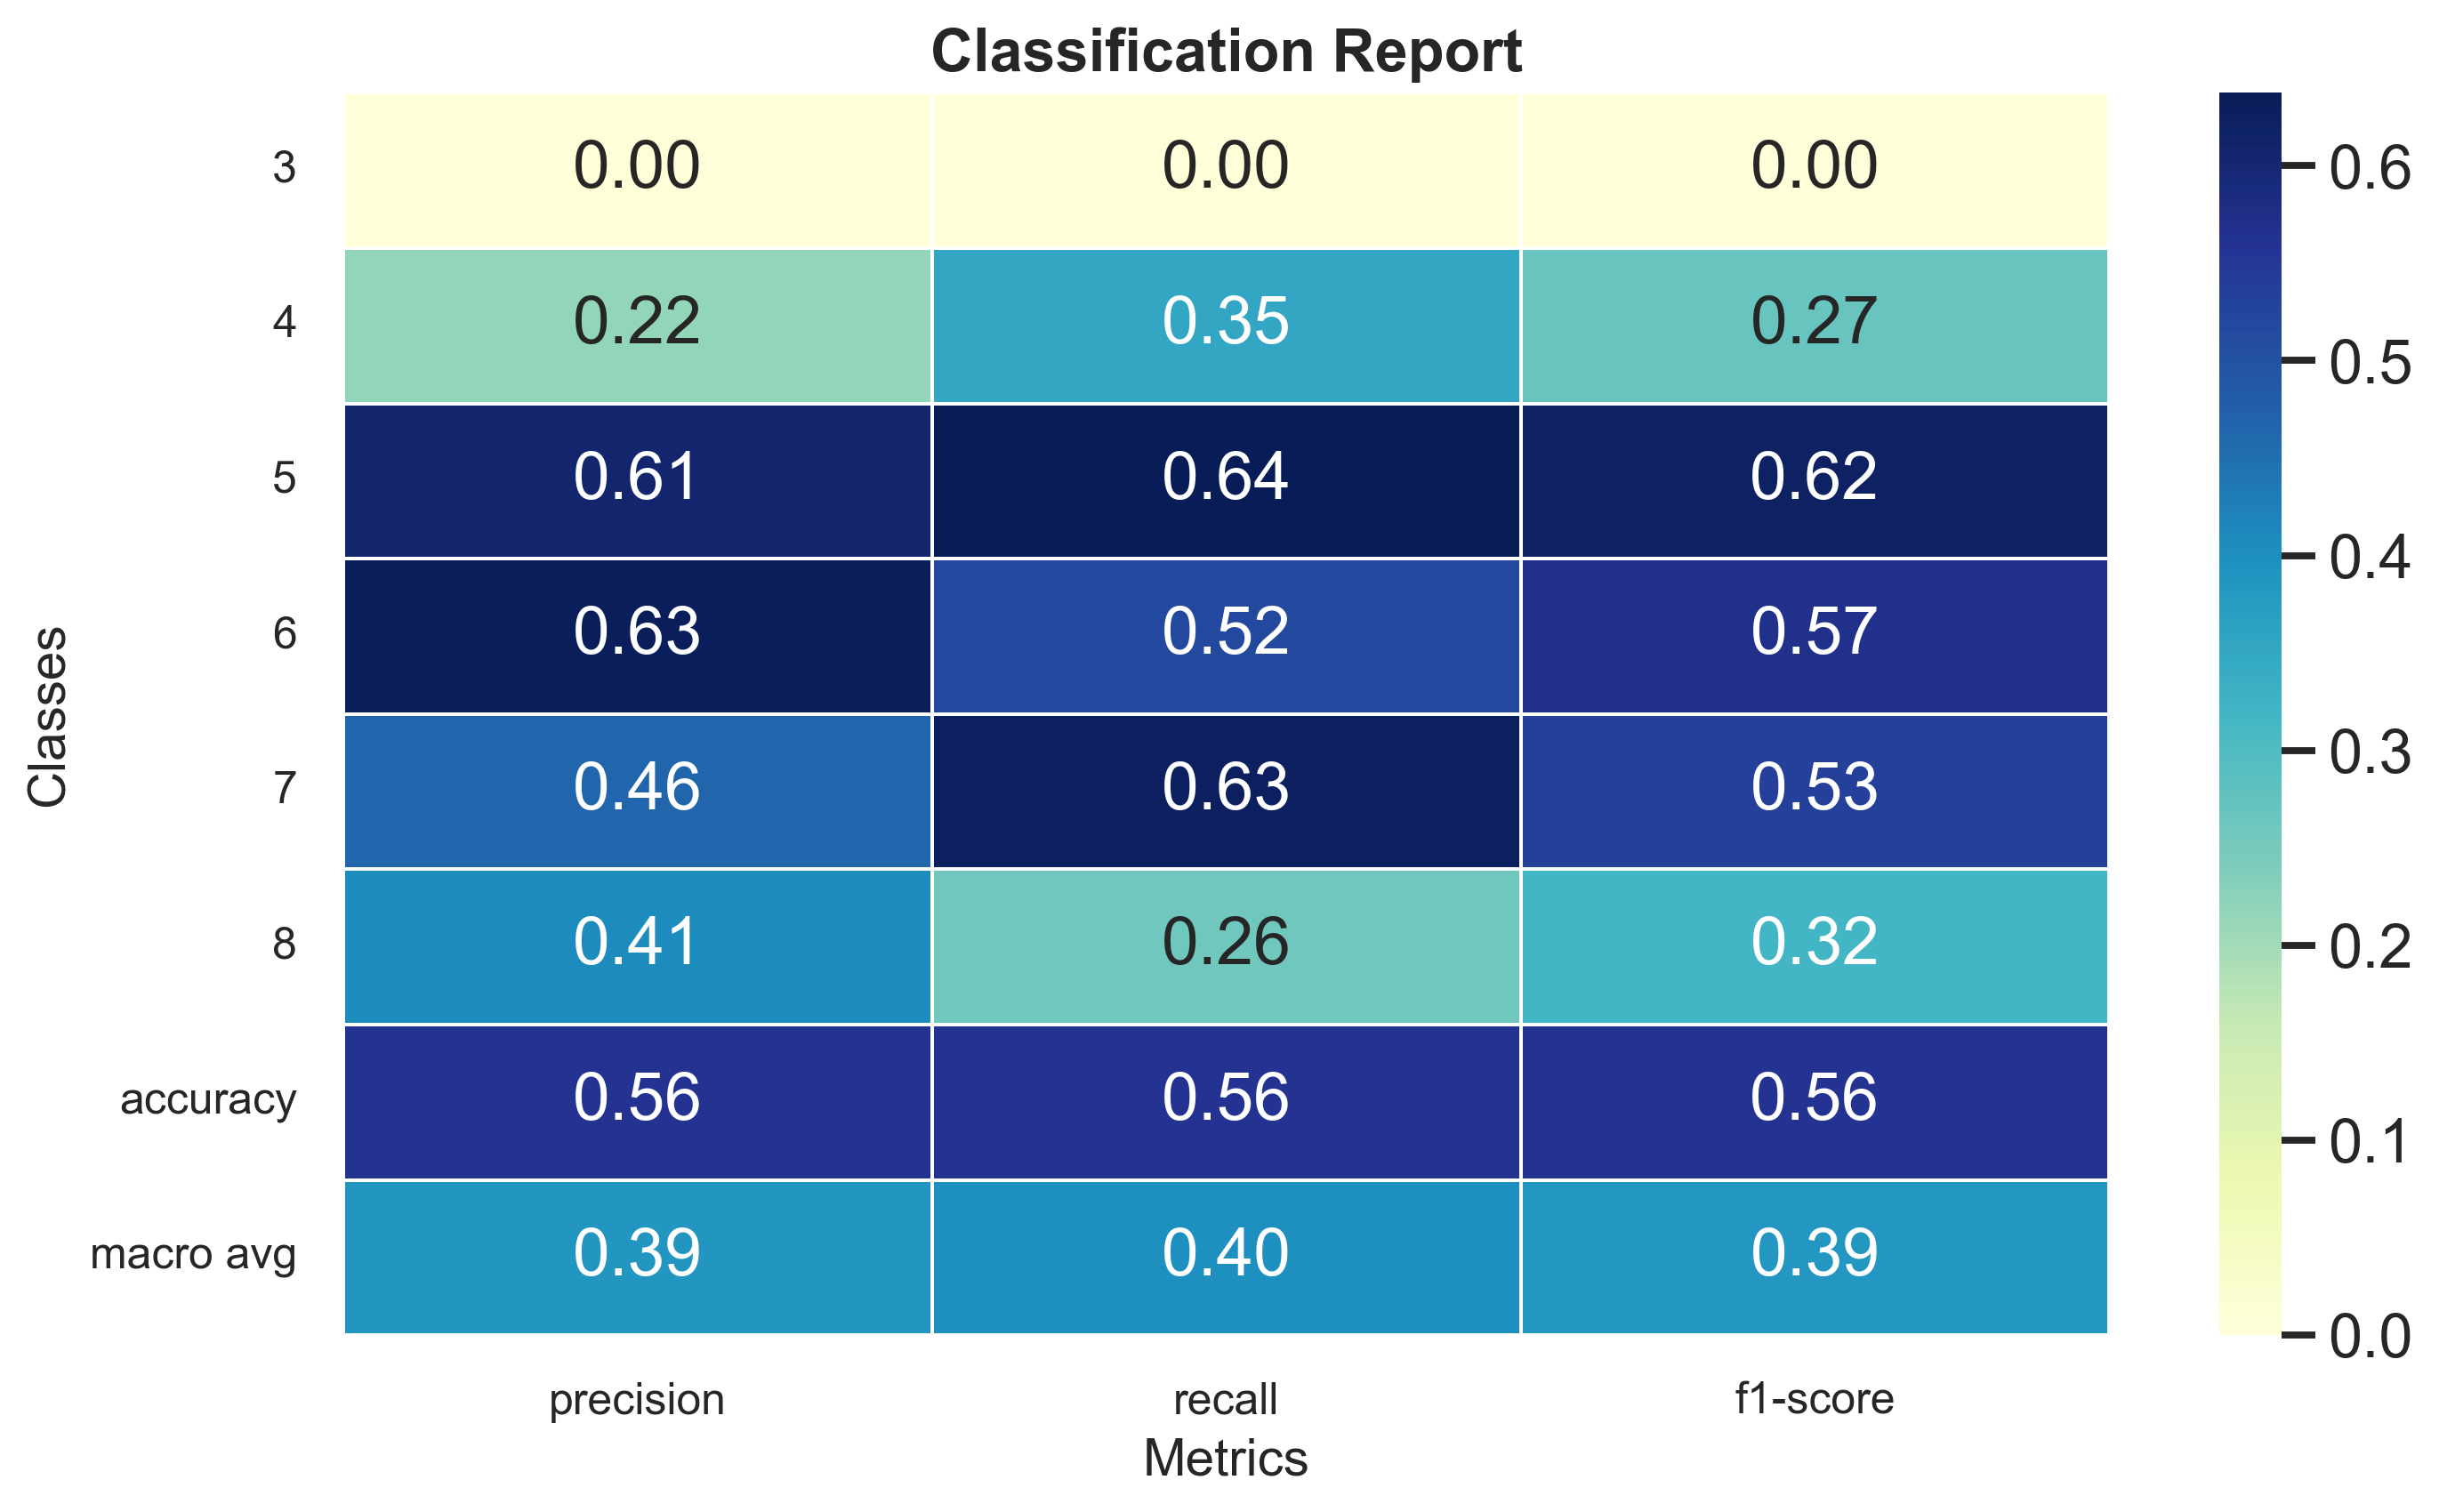 Classification Report
3 0.00 0.00 0.00 0.6
4 0.22 0.35 0.27 0.5
5 0.61 0.64 0.62
6 0.63 0.52 0.57 0.4
7 0.46 0.63 0.53 0.3
8 0.41 0.26 0.32 0.2
accuracy 0.56 0.56 0.56 0.1
macro avg 0.39 0.40 0.39 0.0
precision recall f1-score
Metrics
Classes